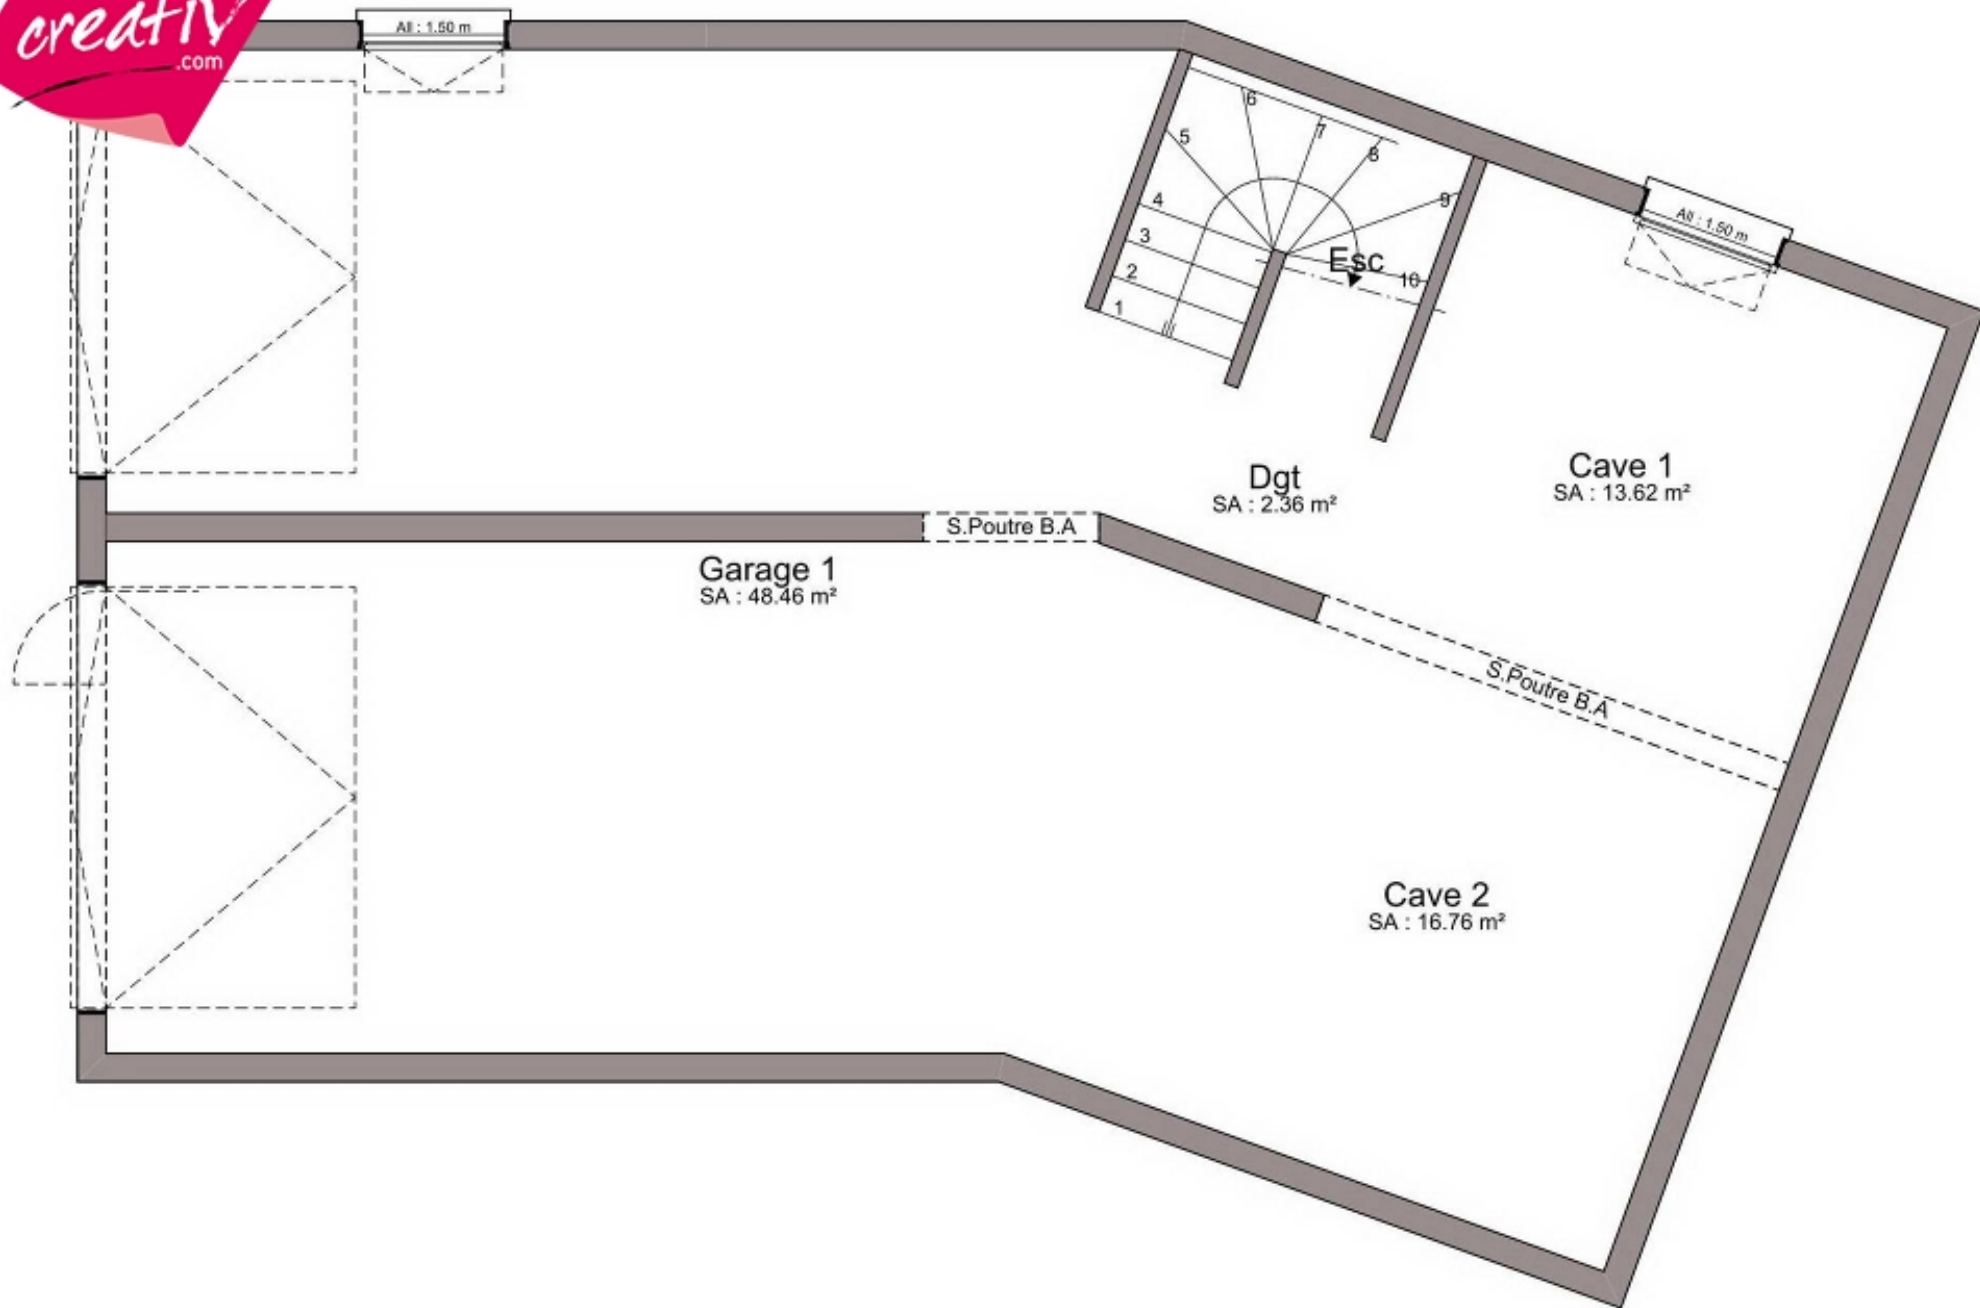 creativ
.com
All : 1.50 m
6
7
8
5
9
4
3
2
1
Esc
10
All : 1.50 m
Dgt
SA : 2.36 m²
Cave 1
SA : 13.62 m²
S.Poutre B.A
Garage 1
SA : 48.46 m²
S.Poutre B.A
Cave 2
SA : 16.76 m²